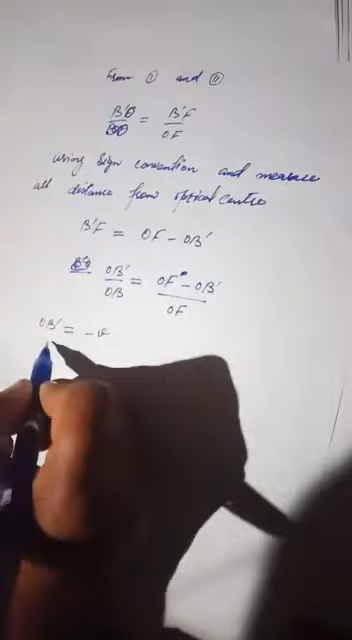 From ① and ②
B'O/BO = B'F/OF
using sign convention and measure
all distance from optical centre
B'F = OF - OB'
OB'/OB = OF - OB'/OF
OB' = -v